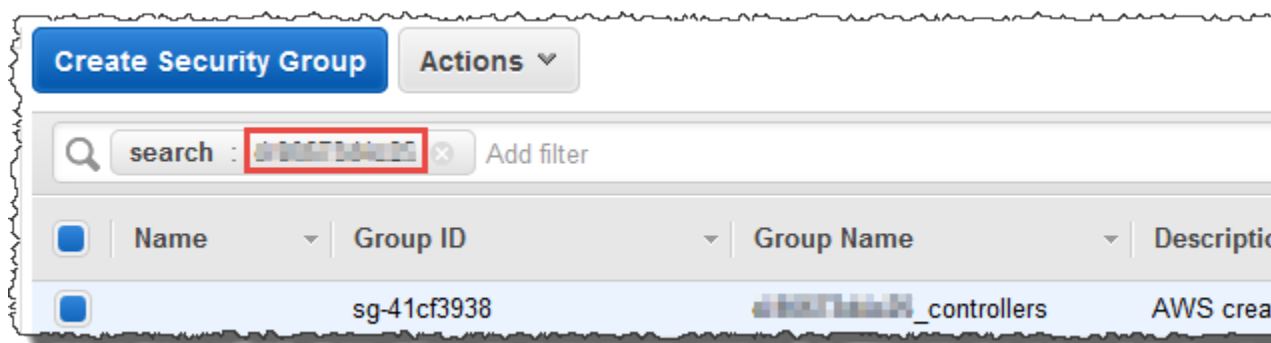 Create Security Group Actions
search : Add filter
Name Group ID Group Name Descriptio
sg-41cf3938 _controllers AWS crea